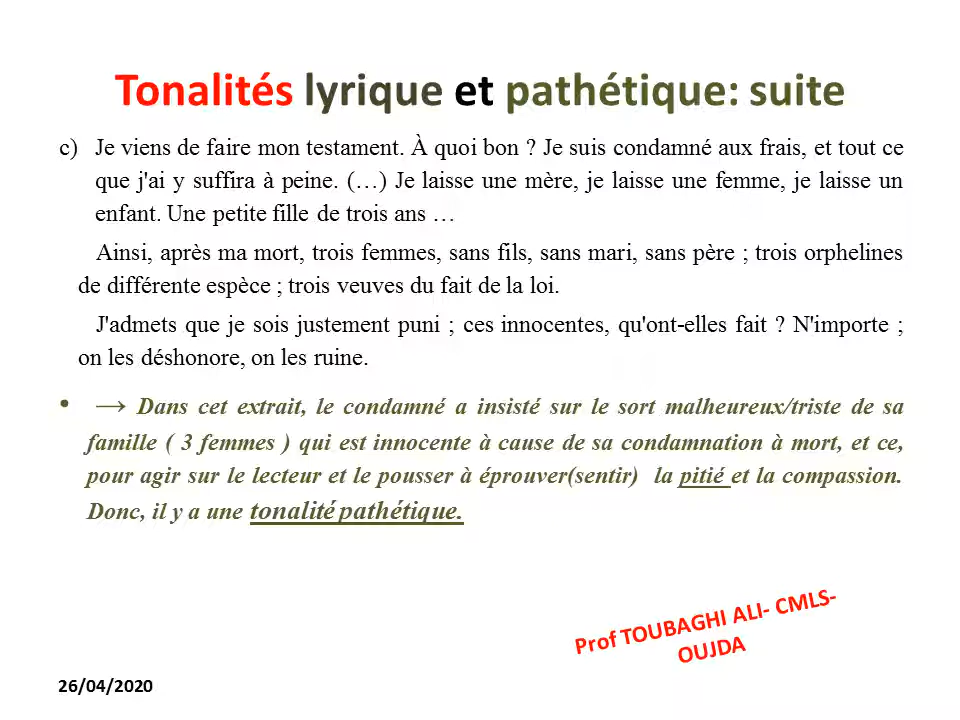 Tonalités lyrique et pathétique: suite
c) Je viens de faire mon testament. À quoi bon ? Je suis condamné aux frais, et tout ce
que j'ai y suffira à peine. (…) Je laisse une mère, je laisse une femme, je laisse un
enfant. Une petite fille de trois ans …
Ainsi, après ma mort, trois femmes, sans fils, sans mari, sans père ; trois orphelines
de différente espèce ; trois veuves du fait de la loi.
J'admets que je sois justement puni ; ces innocentes, qu'ont-elles fait ? N'importe ;
on les déshonore, on les ruine.
• → Dans cet extrait, le condamné a insisté sur le sort malheureux/triste de sa
famille ( 3 femmes ) qui est innocente à cause de sa condamnation à mort, et ce,
pour agir sur le lecteur et le pousser à éprouver(sentir) la pitié et la compassion.
Donc, il y a une tonalité pathétique.
Prof TOUBAGHI ALI- CMLS-
OUJDA
26/04/2020